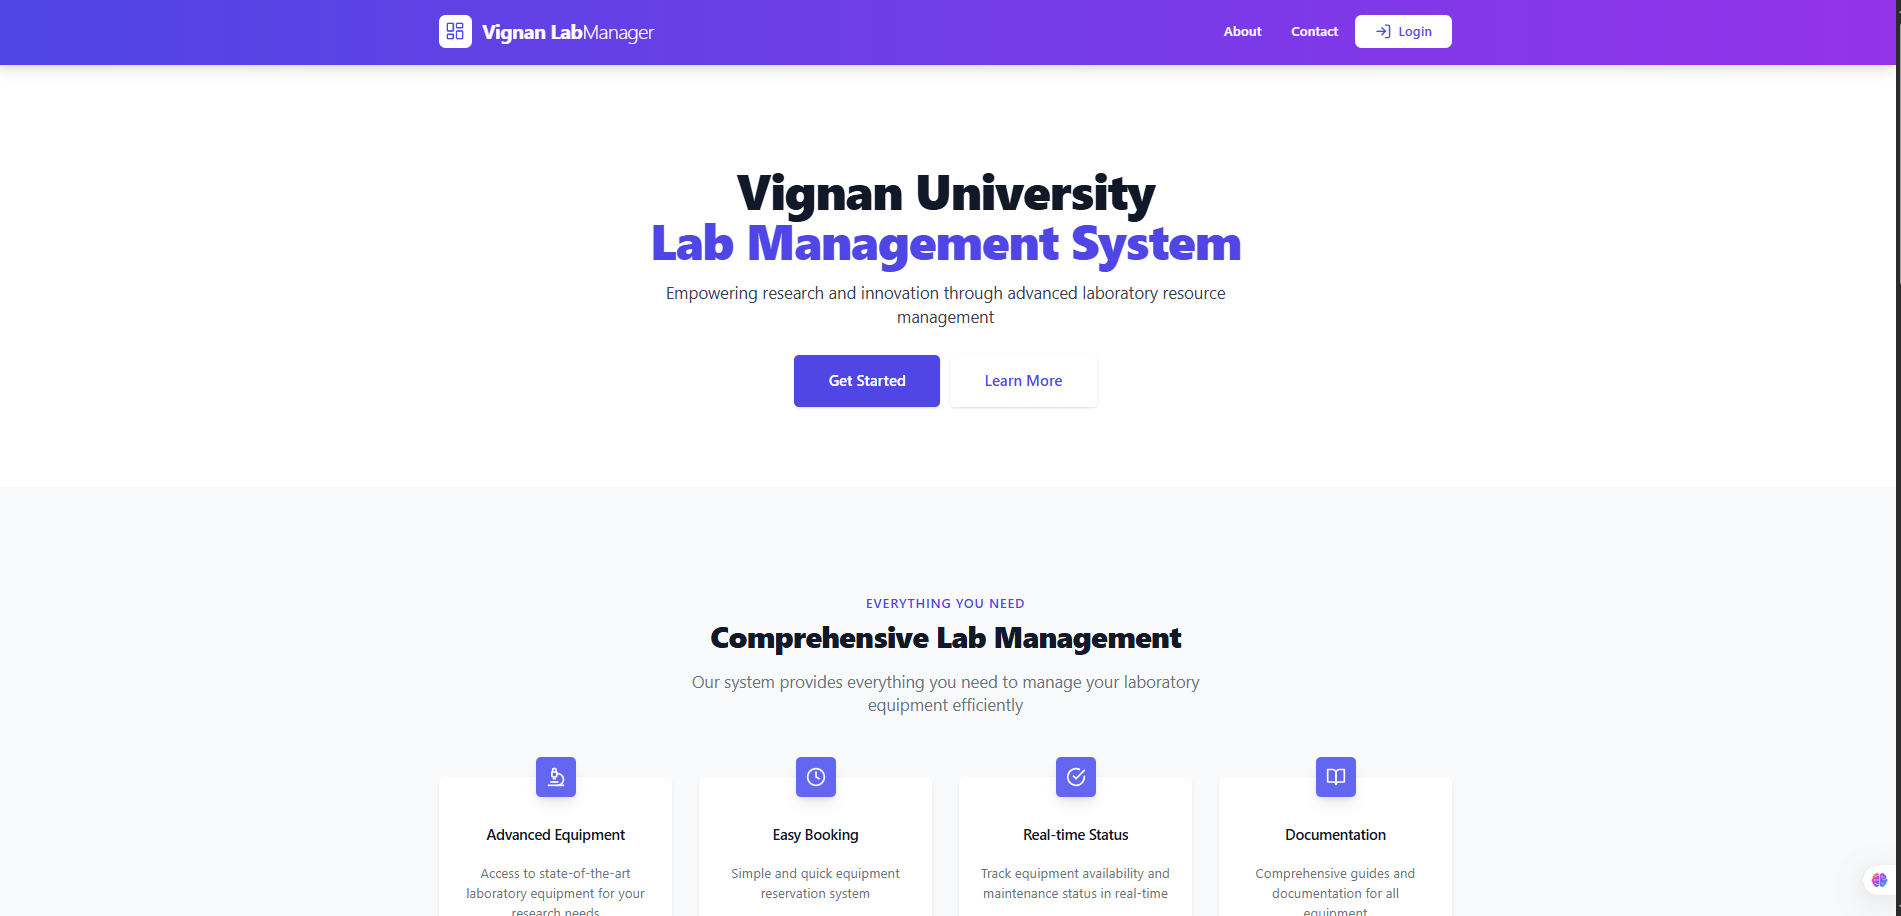 Vignan LabManager
About
Contact
Login
Vignan University
Lab Management System
Empowering research and innovation through advanced laboratory resource
management
Get Started
Learn More
EVERYTHING YOU NEED
Comprehensive Lab Management
Our system provides everything you need to manage your laboratory
equipment efficiently
Advanced Equipment
Access to state-of-the-art
laboratory equipment for your
research needs
Easy Booking
Simple and quick equipment
reservation system
Real-time Status
Track equipment availability and
maintenance status in real-time
Documentation
Comprehensive guides and
documentation for all
equipment